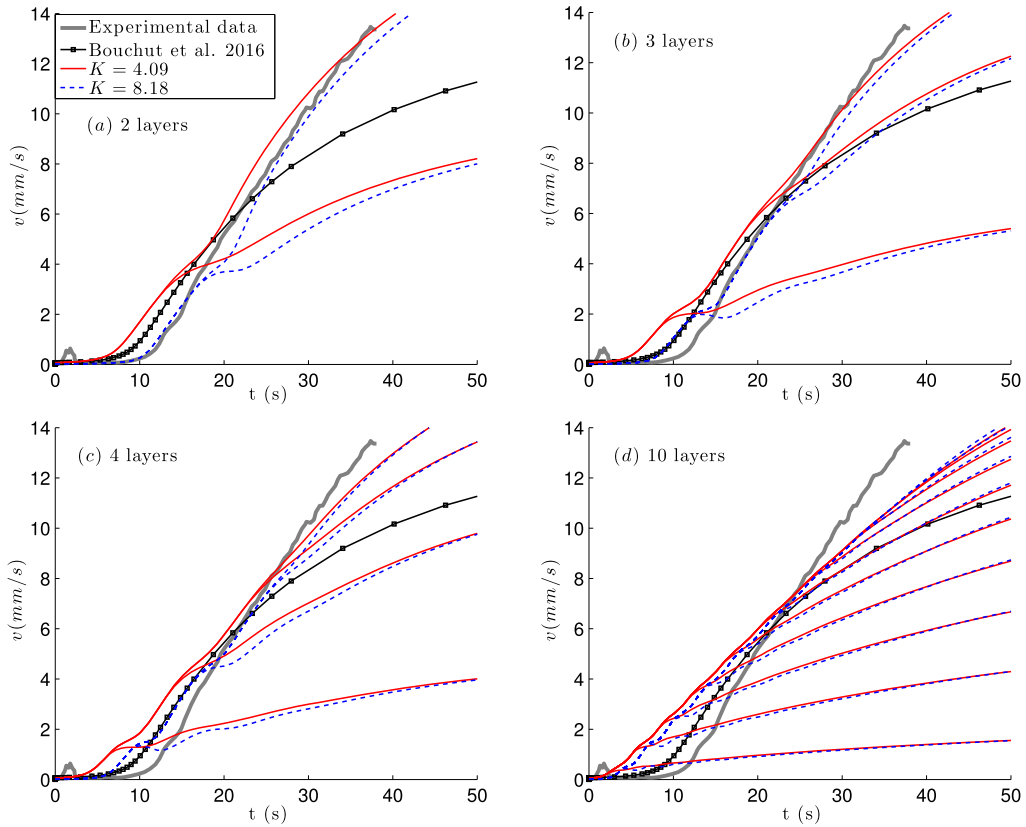 Experimental data
Bouchut et al. 2016
K = 4.09
K = 8.18
(a) 2 layers
v(mm/s)
14
12
10
8
6
4
2
0
0 10 20 30 40 50
t (s)
(b) 3 layers
v(mm/s)
14
12
10
8
6
4
2
0
0 10 20 30 40 50
t (s)
(c) 4 layers
v(mm/s)
14
12
10
8
6
4
2
0
0 10 20 30 40 50
t (s)
(d) 10 layers
v(mm/s)
14
12
10
8
6
4
2
0
0 10 20 30 40 50
t (s)